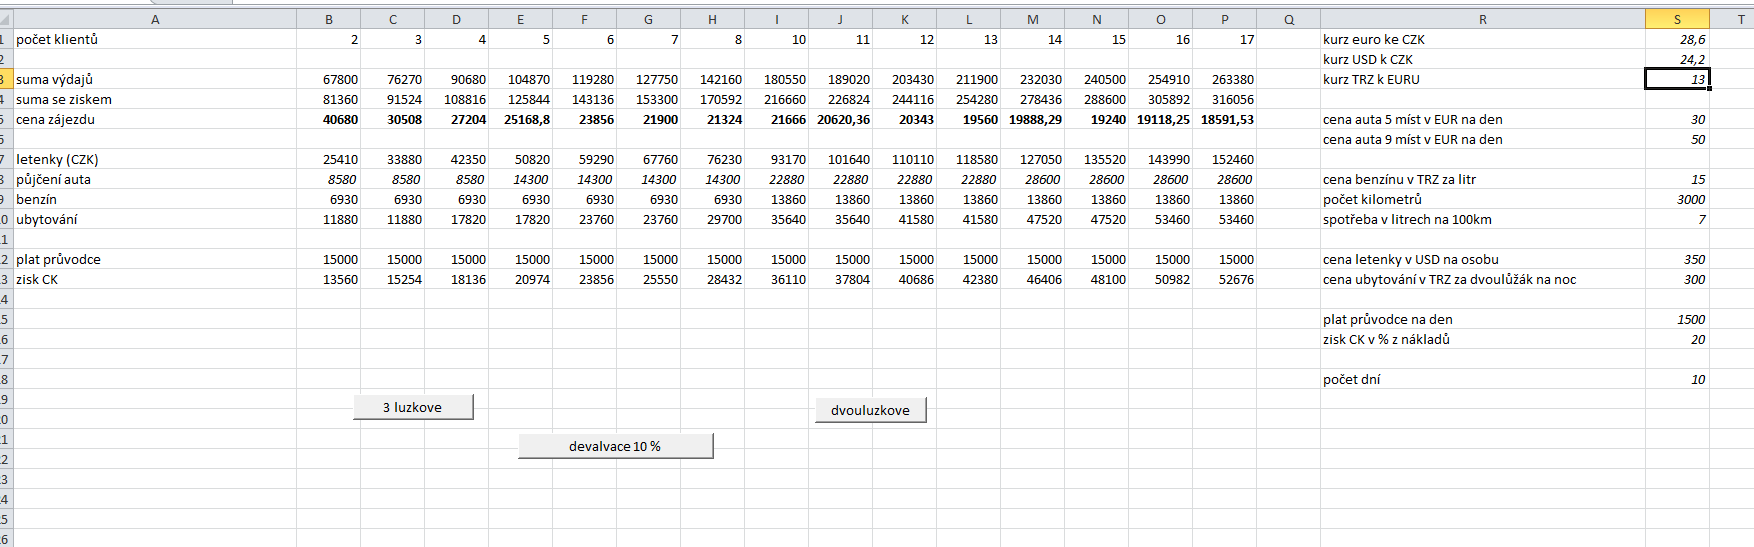 A B C D E F G H I J K L M N O P Q R S T
1 počet klientů 2 3 4 5 6 7 8 10 11 12 13 14 15 16 17 kurz euro ke CZK 28,6
2 kurz USD k CZK 24,2
3 suma výdajů 67800 76270 90680 104870 119280 127750 142160 180550 189020 203430 211900 232030 240500 254910 263380 kurz TRZ k EURU 13
4 suma se ziskem 81360 91524 108816 125844 143136 153300 170592 216660 226824 244116 254280 278436 288600 305892 316056
5 cena zájezdu 40680 30508 27204 25168,8 23856 21900 21324 21666 20620,36 20343 19560 19888,29 19240 19118,25 18591,53 cena auta 5 míst v EUR na den 30
6 cena auta 9 míst v EUR na den 50
7 letenky (CZK) 25410 33880 42350 50820 59290 67760 76230 93170 101640 110110 118580 127050 135520 143990 152460
8 půjčení auta 8580 8580 8580 14300 14300 14300 14300 22880 22880 22880 22880 28600 28600 28600 28600 cena benzínu v TRZ za litr 15
9 benzín 6930 6930 6930 6930 6930 6930 6930 13860 13860 13860 13860 13860 13860 13860 13860 počet kilometrů 3000
10 ubytování 11880 11880 17820 17820 23760 23760 29700 35640 35640 41580 41580 47520 47520 53460 53460 spotřeba v litrech na 100km 7
11
12 plat průvodce 15000 15000 15000 15000 15000 15000 15000 15000 15000 15000 15000 15000 15000 15000 15000 cena letenky v USD na osobu 350
13 zisk CK 13560 15254 18136 20974 23856 25550 28432 36110 37804 40686 42380 46406 48100 50982 52676 cena ubytování v TRZ za dvoulůžák na noc 300
14
15 plat průvodce na den 1500
16 zisk CK v % z nákladů 20
17
18 počet dní 10
19
3 luzkove dvouluzkove
20
21
devalvace 10 %
22
23
24
25
26